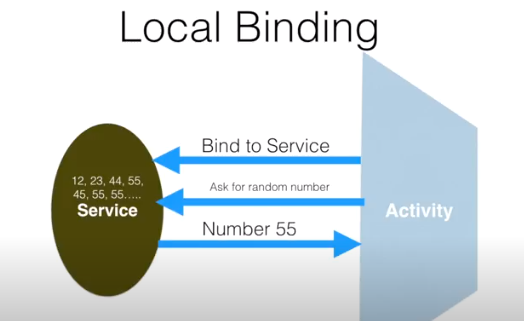 Local Binding
Bind to Service
12, 23, 44, 55,
45, 55, 55.....
Service
Ask for random number
Activity
Number 55